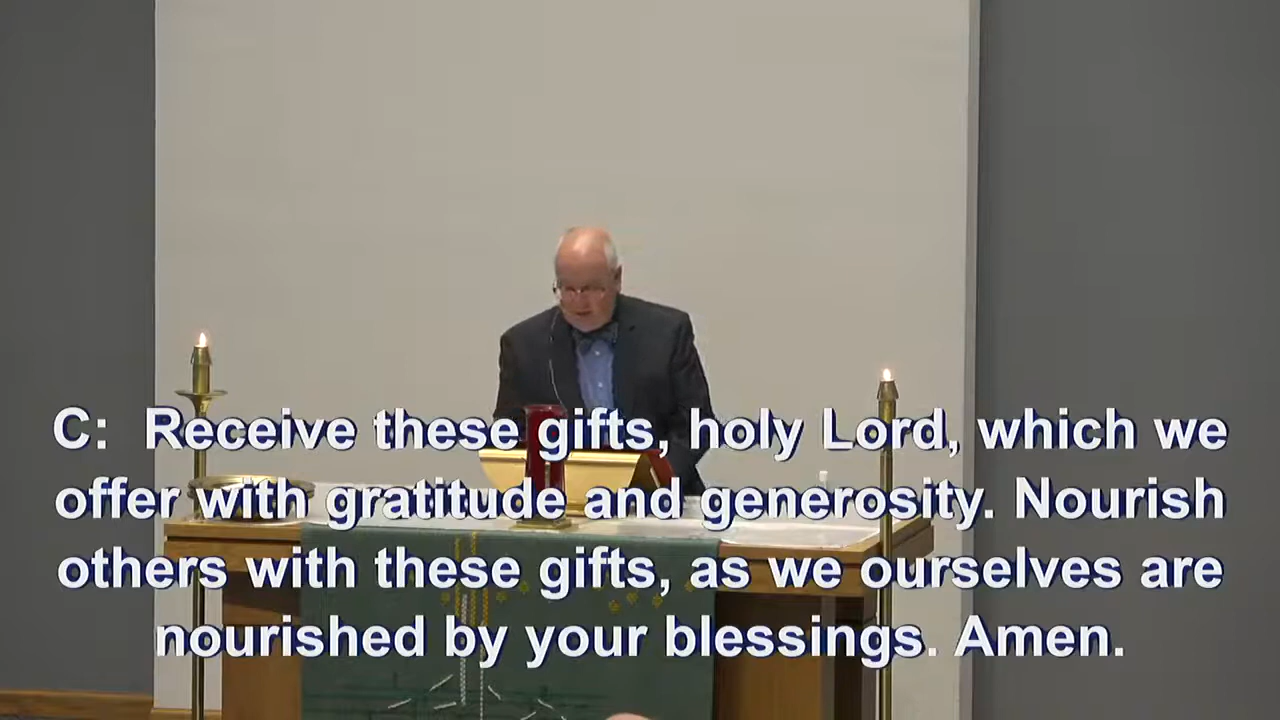 C:  Receive these gifts, holy Lord, which we
offer with gratitude and generosity. Nourish
others with these gifts, as we ourselves are
nourished by your blessings. Amen.